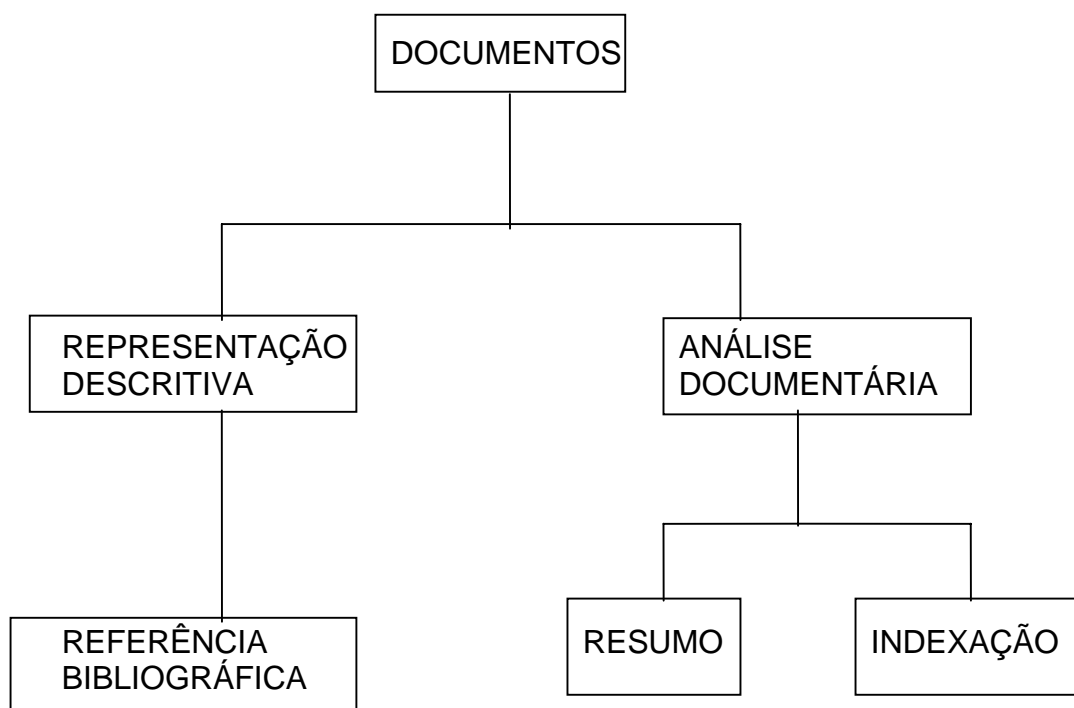 DOCUMENTOS
REPRESENTAÇÃO
DESCRITIVA
ANÁLISE
DOCUMENTÁRIA
REFERÊNCIA
BIBLIOGRÁFICA
RESUMO
INDEXAÇÃO